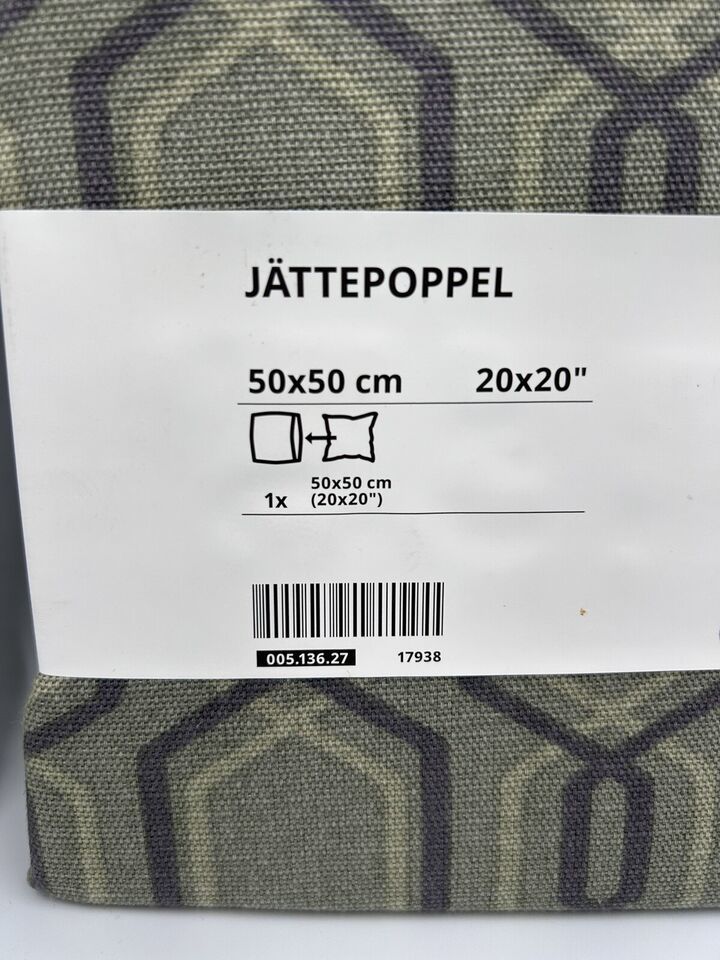 JÄTTEPOPPEL
50x50 cm 20x20"
50x50 cm
1x (20x20")
005.136.27 17938